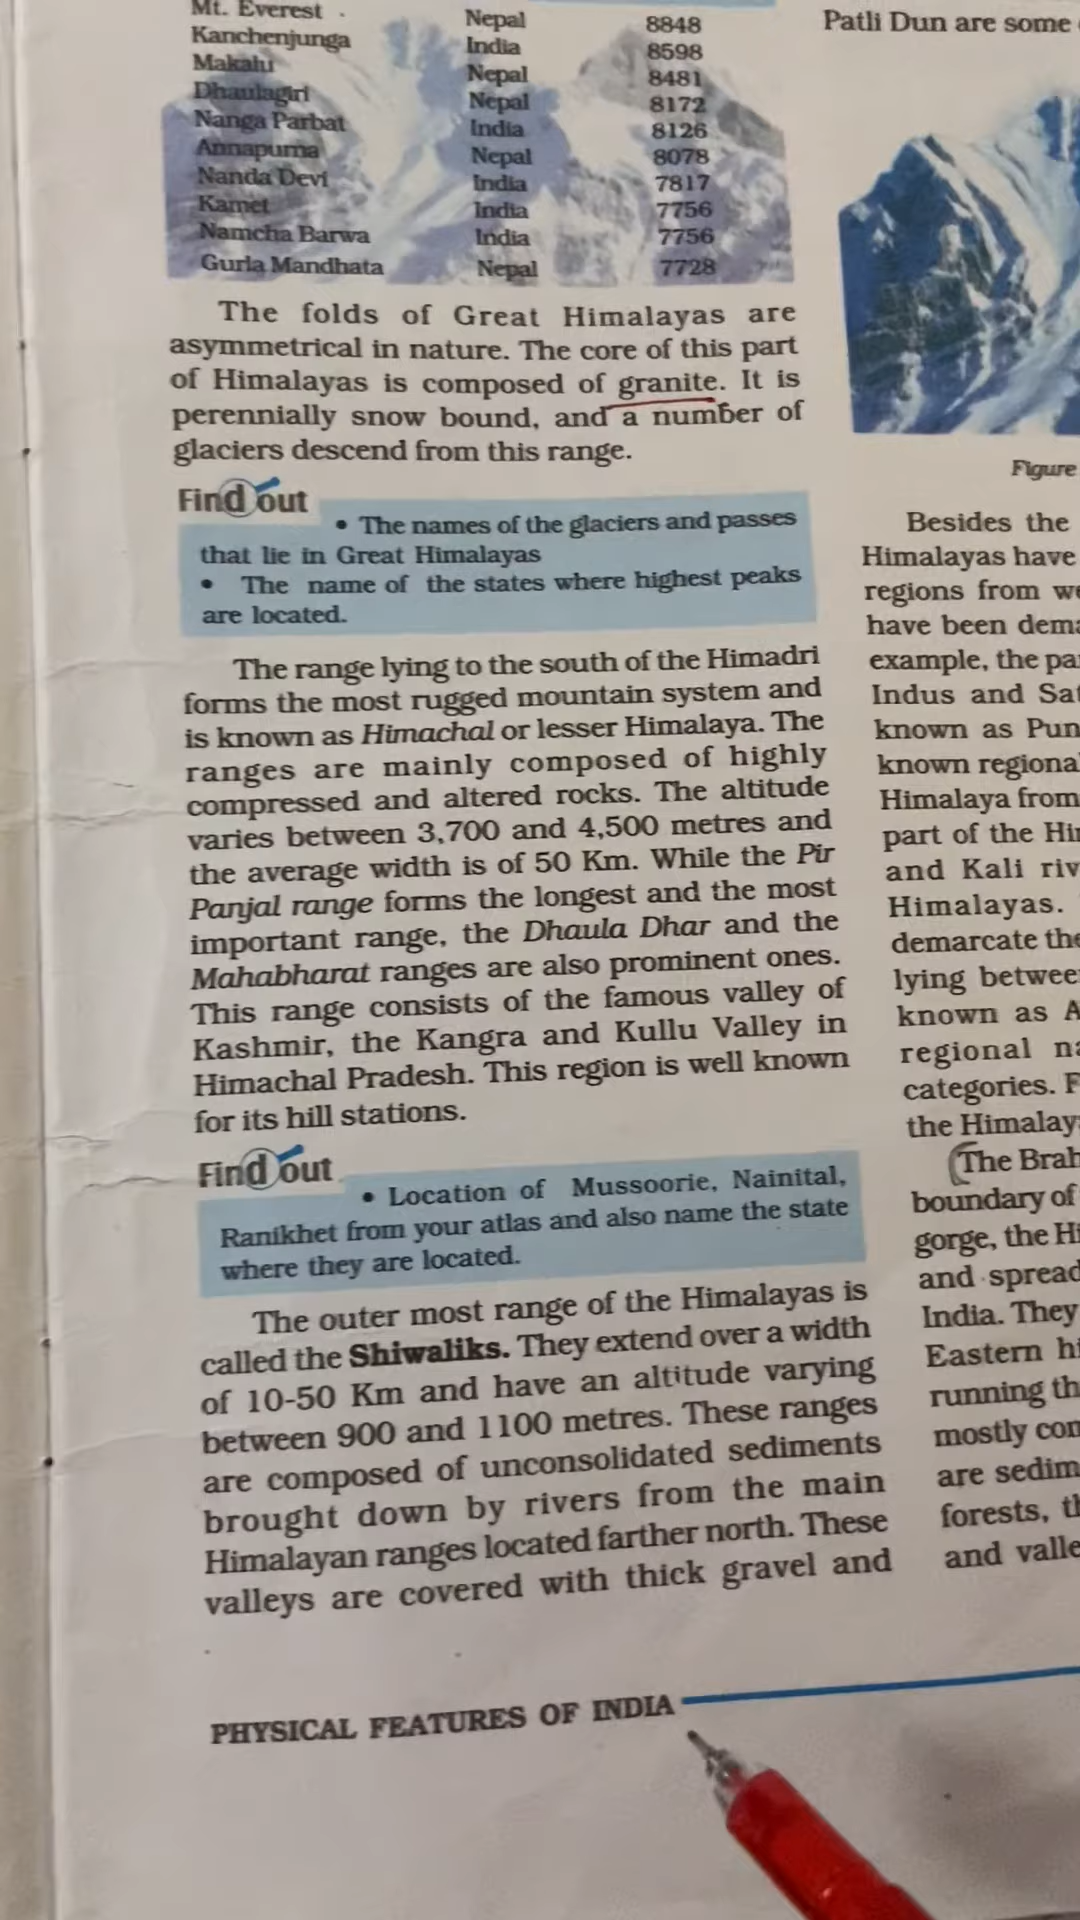 Mt. Everest Nepal 8848
Kanchenjunga India 8598
Makalu Nepal 8481
Dhaulagiri Nepal 8172
Nanga Parbat India 8126
Annapurna Nepal 8078
Nanda Devi India 7817
Kamet India 7756
Namcha Barwa India 7756
Gurla Mandhata Nepal 7728
The folds of Great Himalayas are
asymmetrical in nature. The core of this part
of Himalayas is composed of granite. It is
perennially snow bound, and a number of
glaciers descend from this range.
Find out
• The names of the glaciers and passes
that lie in Great Himalayas
• The name of the states where highest peaks
are located.
The range lying to the south of the Himadri
forms the most rugged mountain system and
is known as Himachal or lesser Himalaya. The
ranges are mainly composed of highly
compressed and altered rocks. The altitude
varies between 3,700 and 4,500 metres and
the average width is of 50 Km. While the Pir
Panjal range forms the longest and the most
important range, the Dhaula Dhar and the
Mahabharat ranges are also prominent ones.
This range consists of the famous valley of
Kashmir, the Kangra and Kullu Valley in
Himachal Pradesh. This region is well known
for its hill stations.
Find out
• Location of Mussoorie, Nainital,
Ranikhet from your atlas and also name the state
where they are located.
The outer most range of the Himalayas is
called the Shiwaliks. They extend over a width
of 10-50 Km and have an altitude varying
between 900 and 1100 metres. These ranges
are composed of unconsolidated sediments
brought down by rivers from the main
Himalayan ranges located farther north. These
valleys are covered with thick gravel and
Patli Dun are some
Figure
Besides the
Himalayas have
regions from
have been
example, the
Indus and
known as
known
Himalaya from
part of the
and Kali
Himalayas.
demarcate
lying
known as
regional
categories.
the
(The
boundary of
gorge, the
and spread
India. They
Eastern
running
mostly
are
forests,
and
PHYSICAL FEATURES OF INDIA